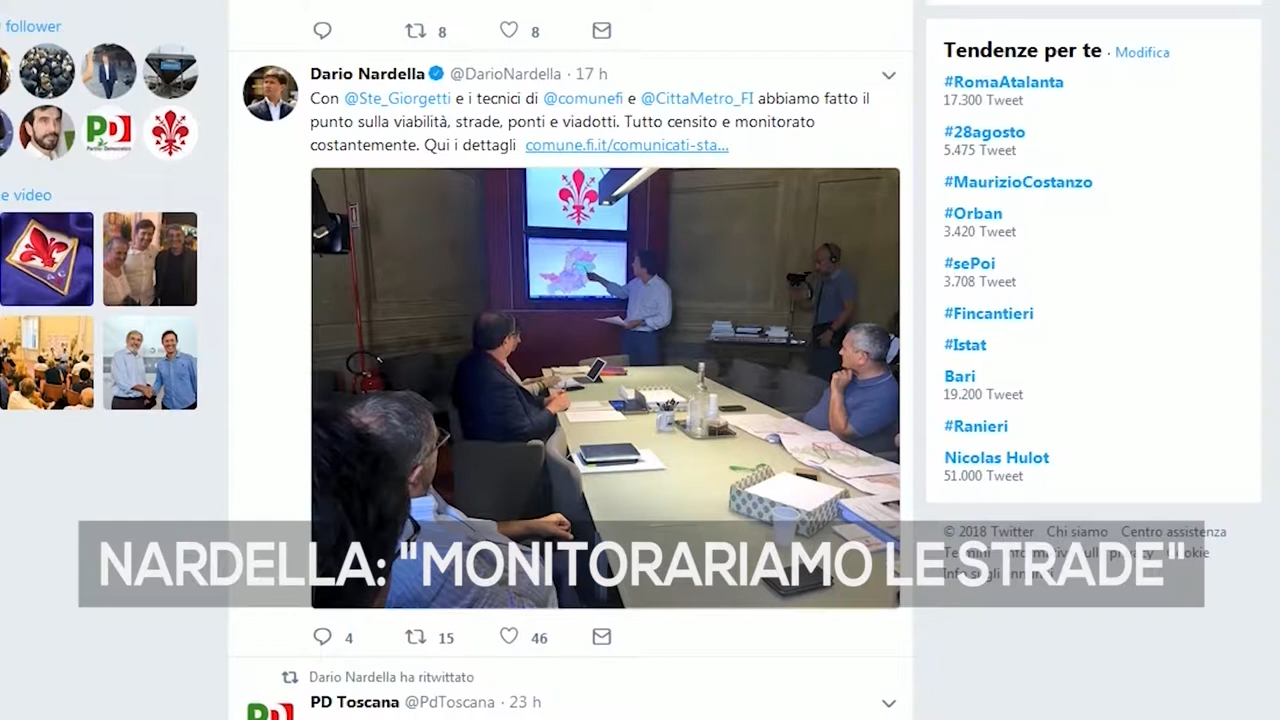 follower
8
8
e video
Dario Nardella @DarioNardella · 17 h
Con @Ste_Giorgetti e i tecnici di @comunefi e @CittaMetro_FI abbiamo fatto il
punto sulla viabilità, strade, ponti e viadotti. Tutto censito e monitorato
costantemente. Qui i dettagli comune.fi.it/comunicati-sta...
NARDELLA: "MONITORARIAMO LE STRADE"
4
15
46
Dario Nardella ha ritwittato
PD Toscana @PdToscana · 23 h
PD
PD
Partito Democratico
Tendenze per te · Modifica
#RomaAtalanta
17.300 Tweet
#28agosto
5.475 Tweet
#MaurizioCostanzo
#Orban
3.420 Tweet
#sePoi
3.708 Tweet
#Fincantieri
#Istat
Bari
19.200 Tweet
#Ranieri
Nicolas Hulot
51.000 Tweet
© 2018 Twitter Chi siamo Centro assistenza